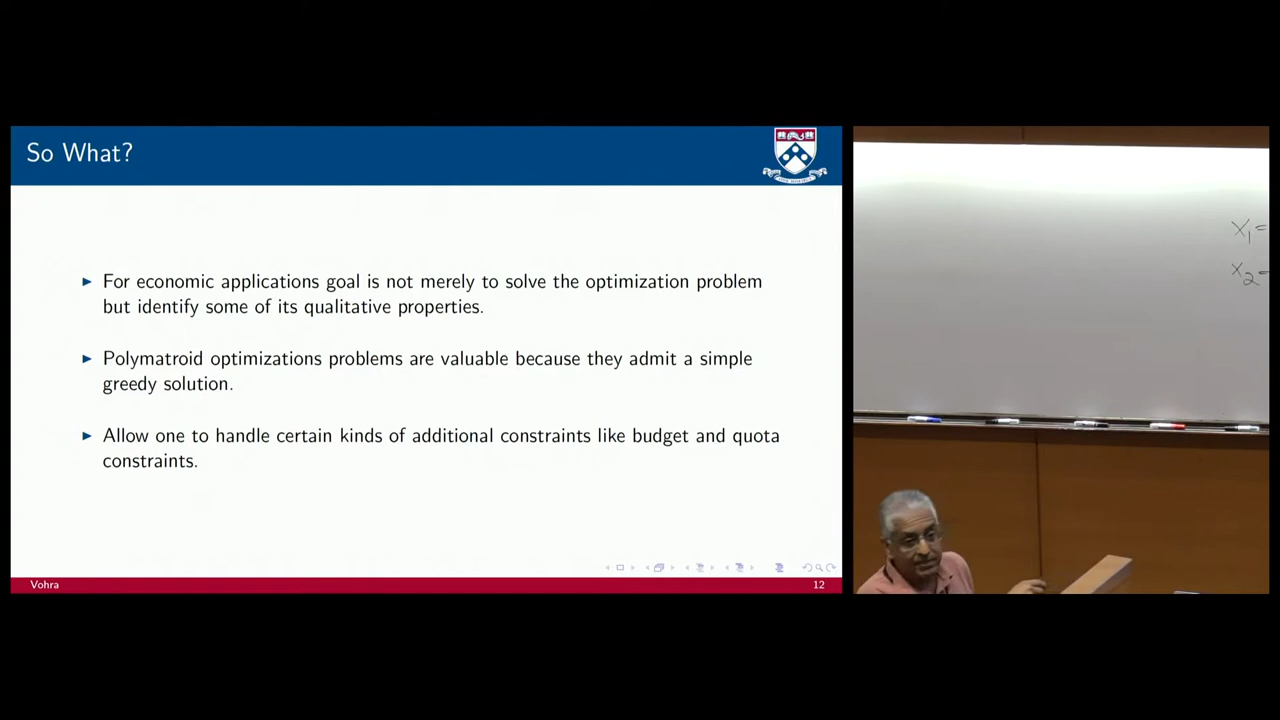 So What?
For economic applications goal is not merely to solve the optimization problem
but identify some of its qualitative properties.
Polymatroid optimizations problems are valuable because they admit a simple
greedy solution.
Allow one to handle certain kinds of additional constraints like budget and quota
constraints.
Vohra
12
X1=
X2=